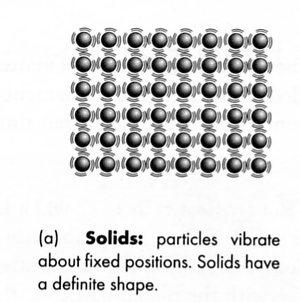 (a) Solids: particles vibrate
about fixed positions. Solids have
a definite shape.